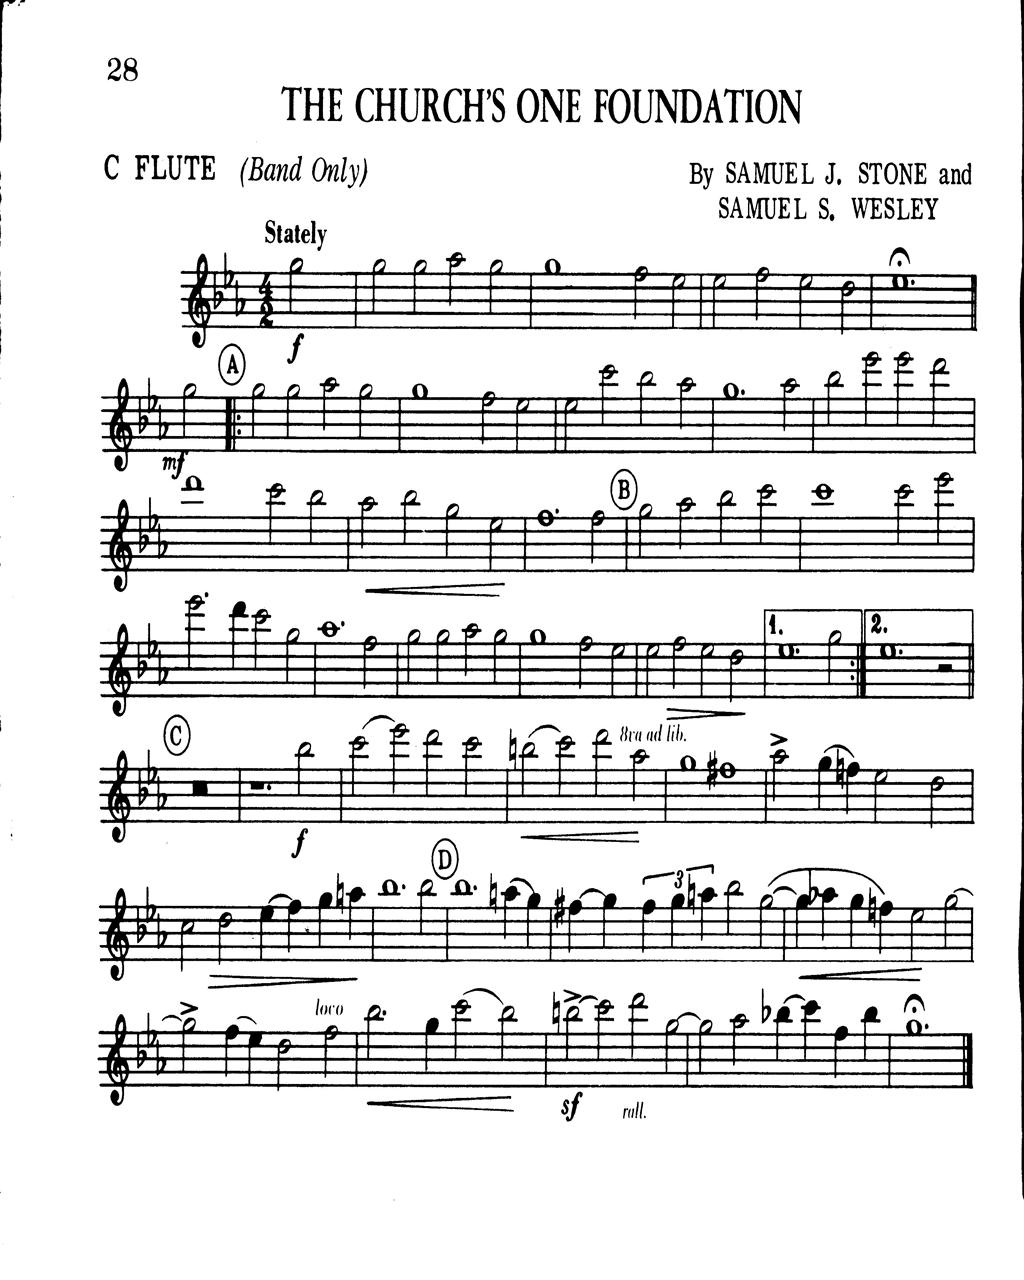 28
THE CHURCH'S ONE FOUNDATION
C FLUTE (Band Only)
By SAMUEL J. STONE and
SAMUEL S. WESLEY
Stately
4
2
f
A
mf
B
1.
2.
C
8va ad lib.
f
D
3
loco
sf
rall.